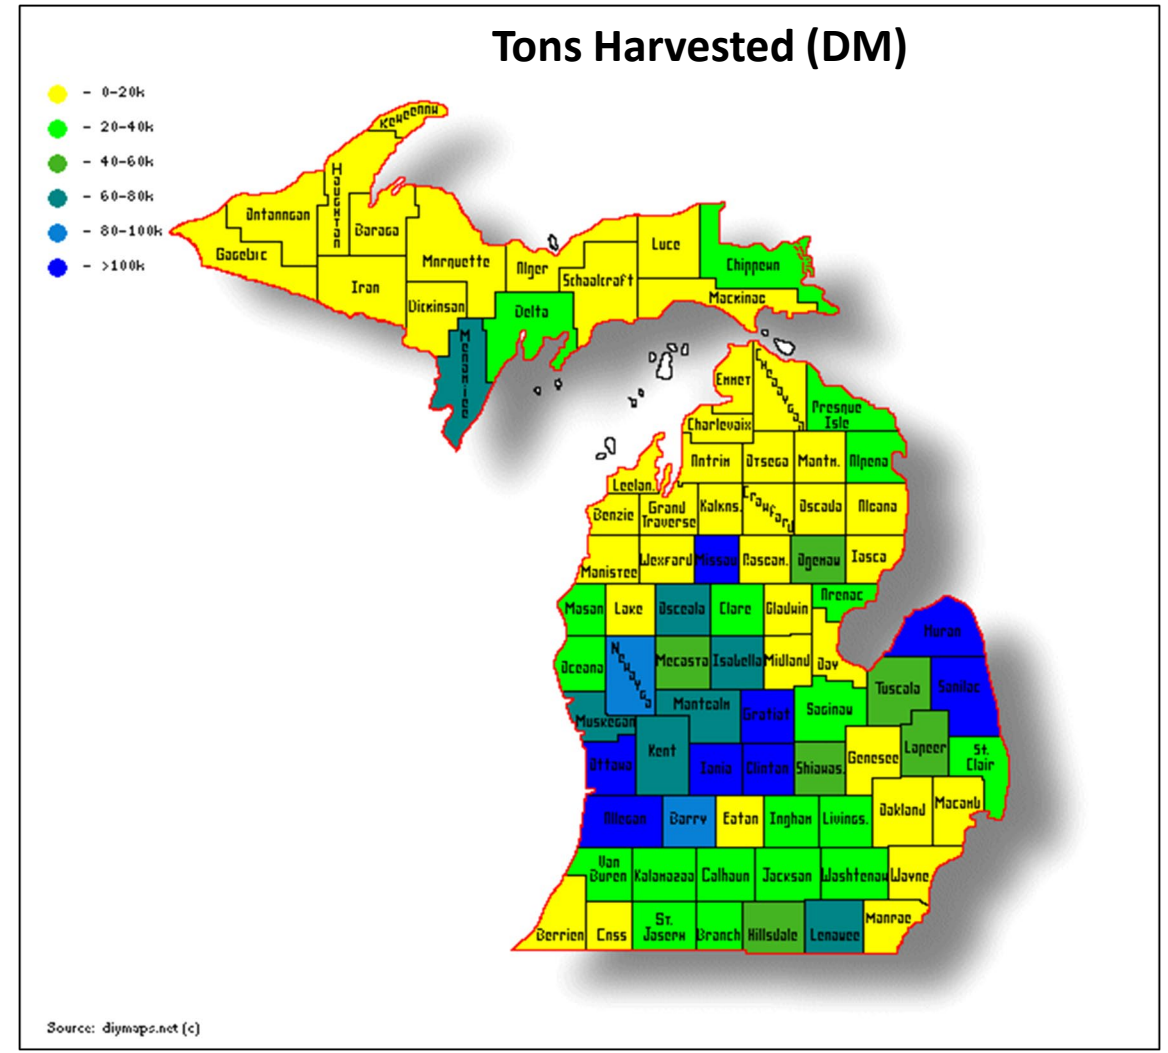 Tons Harvested (DM)
- 0-20k
- 20-40k
- 40-60k
- 60-80k
- 80-100k
- >100k
Keweenaw
Houghton
Ontonagon
Baraga
Gogebic
Marquette
Iron
Dickinson
Alger
Luce
Schoolcraft
Chippewa
Mackinac
Delta
Menominee
Emmet
Cheboygan
Presque
Isle
Charlevoix
Antrim
Otsego
Montm.
Alpena
Leelan.
Benzie
Grand
Traverse
Kalkns.
Crawford
Oscoda
Alcona
Manistee
Wexford
Missau
Roscom.
Ogemaw
Iosco
Mason
Lake
Osceola
Clare
Gladwin
Arenac
Huron
Oceana
Newaygo
Mecosta
Isabella
Midland
Bay
Tuscola
Sanilac
Muskegon
Montcalm
Gratiot
Saginaw
Ottawa
Kent
Ionia
Clinton
Shiawas.
Genesee
Lapeer
St.
Clair
Allegan
Barry
Eaton
Ingham
Livings.
Oakland
Macomb
Van
Buren
Kalamazoo
Calhoun
Jackson
Washtenaw
Wayne
Berrien
Cass
St.
Joseph
Branch
Hillsdale
Lenawee
Monroe
Source: diymaps.net (c)